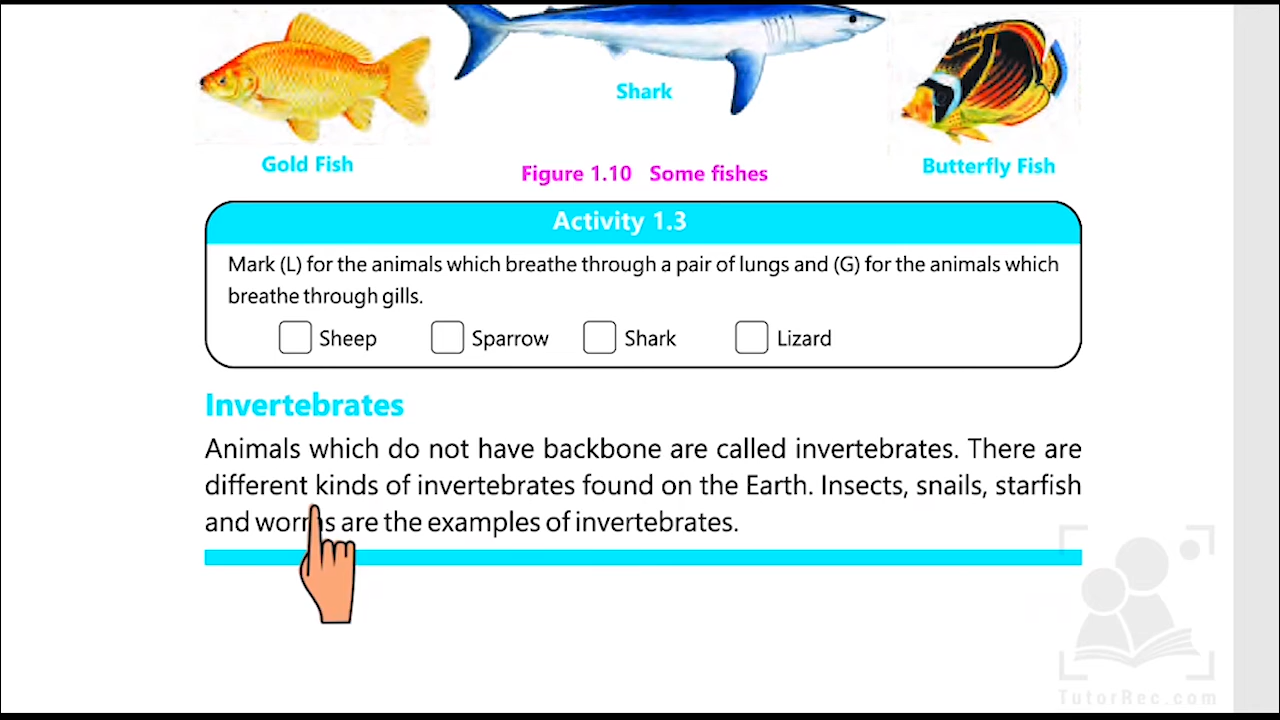 Shark
Gold Fish
Figure 1.10 Some fishes
Butterfly Fish
Activity 1.3
Mark (L) for the animals which breathe through a pair of lungs and (G) for the animals which
breathe through gills.
Sheep Sparrow Shark Lizard
Invertebrates
Animals which do not have backbone are called invertebrates. There are
different kinds of invertebrates found on the Earth. Insects, snails, starfish
and worms are the examples of invertebrates.
TutorRec.com